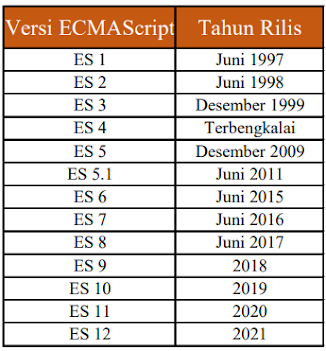 Versi ECMAScript Tahun Rilis
ES 1 Juni 1997
ES 2 Juni 1998
ES 3 Desember 1999
ES 4 Terbengkalai
ES 5 Desember 2009
ES 5.1 Juni 2011
ES 6 Juni 2015
ES 7 Juni 2016
ES 8 Juni 2017
ES 9 2018
ES 10 2019
ES 11 2020
ES 12 2021